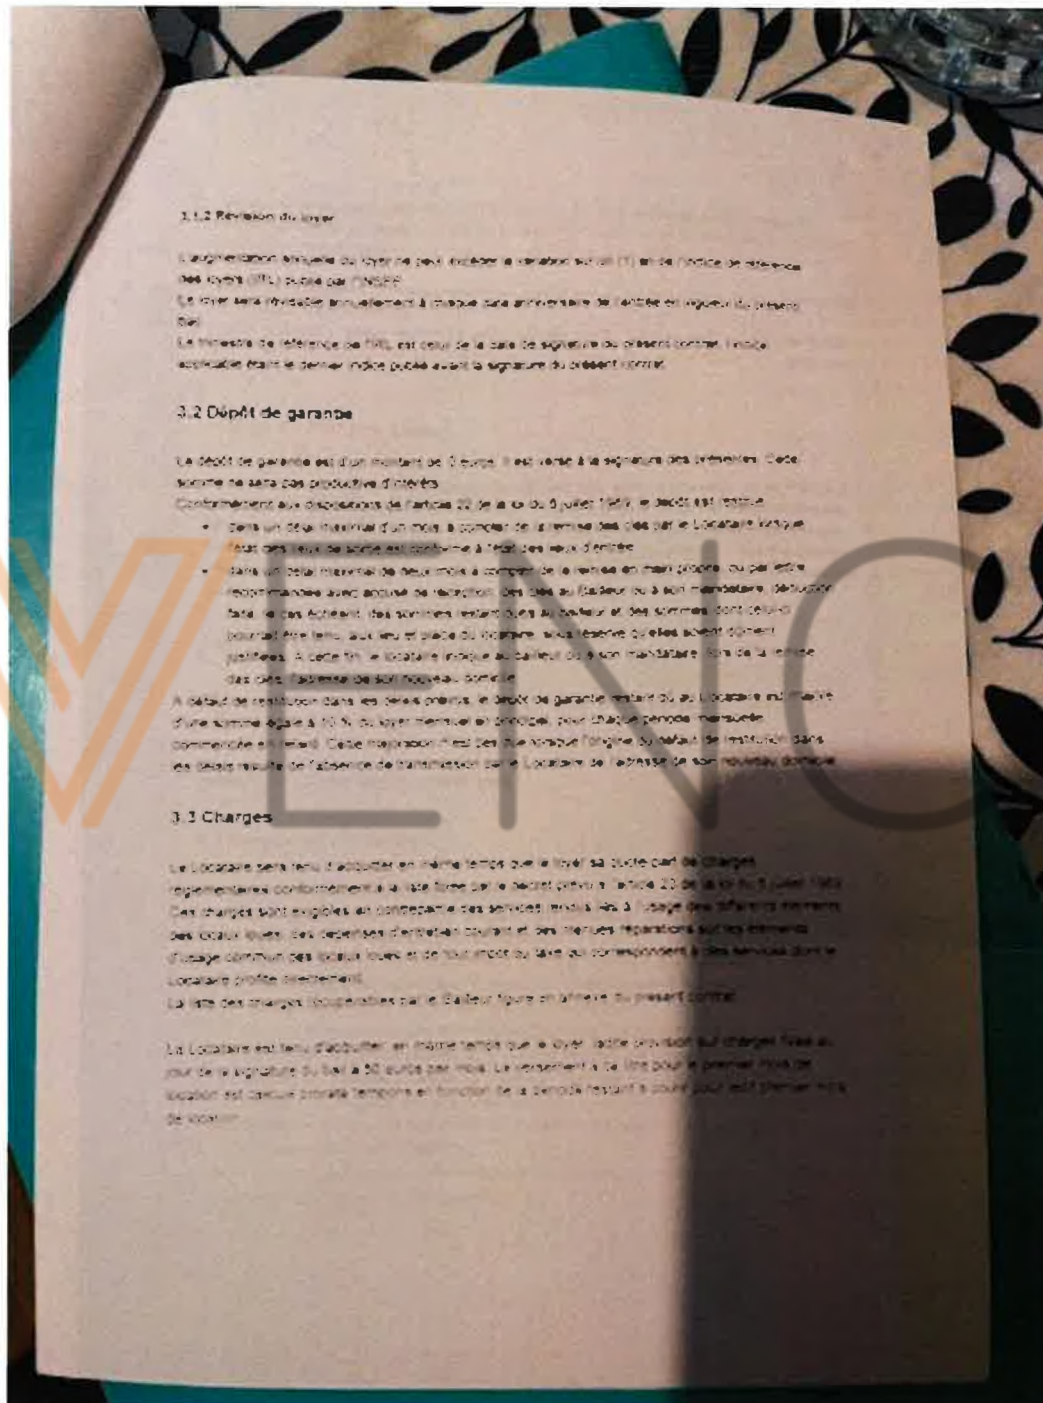 3.1.2 Révision du loyer
L'augmentation annuelle du loyer ne peut excéder la variation sur un (1) an de l'indice de référence
des loyers (IRL) publié par l'INSEE
Le loyer sera révisable annuellement à chaque date anniversaire de l'entrée en vigueur du présent
bail
Le trimestre de référence de l'IRL est celui de la date de signature du présent contrat, l'indice
applicable étant le dernier indice publié avant la signature du présent contrat
3.2 Dépôt de garantie
Le dépôt de garantie est d'un montant de euros. Il est versé à la signature des présentes. Cette
somme ne sera pas productive d'intérêts
Conformément aux dispositions de l'article 22 de la loi du 6 juillet 1989, le dépôt est restitué
• dans un délai maximal d'un mois à compter de la remise des clés par le Locataire lorsque
l'état des lieux de sortie est conforme à l'état des lieux d'entrée
• dans un délai maximal de deux mois à compter de la remise en main propre, ou par lettre
recommandée avec accusé de réception, des clés au Bailleur ou à son mandataire, déduction
faite, le cas échéant, des sommes restant dues au bailleur et des sommes dont celui-ci
pourrait être tenu, aux lieu et place du locataire, sous réserve qu'elles soient dûment
justifiées. A cette fin, le locataire indique au bailleur ou à son mandataire, lors de la remise
des clés, l'adresse de son nouveau domicile
A défaut de restitution dans les délais prévus, le dépôt de garantie restant dû au Locataire est majoré
d'une somme égale à 10 % du loyer mensuel en principal, pour chaque période mensuelle
commencée en retard. Cette majoration n'est pas due lorsque l'origine du défaut de restitution dans
les délais résulte de l'absence de transmission par le Locataire de l'adresse de son nouveau domicile
3.3 Charges
Le Locataire sera tenu d'acquitter en même temps que le loyer sa quote-part de charges
réglementaires conformément à la liste fixée par le décret prévu à l'article 23 de la loi du 6 juillet 1989
Ces charges sont exigibles en contrepartie des services rendus liés à l'usage des différents éléments
des locaux loués, des dépenses d'entretien courant et des menues réparations sur les éléments
d'usage commun des locaux loués et de tout impôt ou taxe qui correspondent à des services dont le
Locataire profite directement
La liste des charges récupérables par le Bailleur figure en annexe du présent contrat
Le Locataire est tenu d'acquitter, en même temps que le loyer, ladite provision sur charges fixée au
jour de la signature du bail à 50 euros par mois. Le versement à ce titre pour le premier mois de
location est calculé prorata temporis en fonction de la période restant à courir pour ledit premier mois
de location
VENC